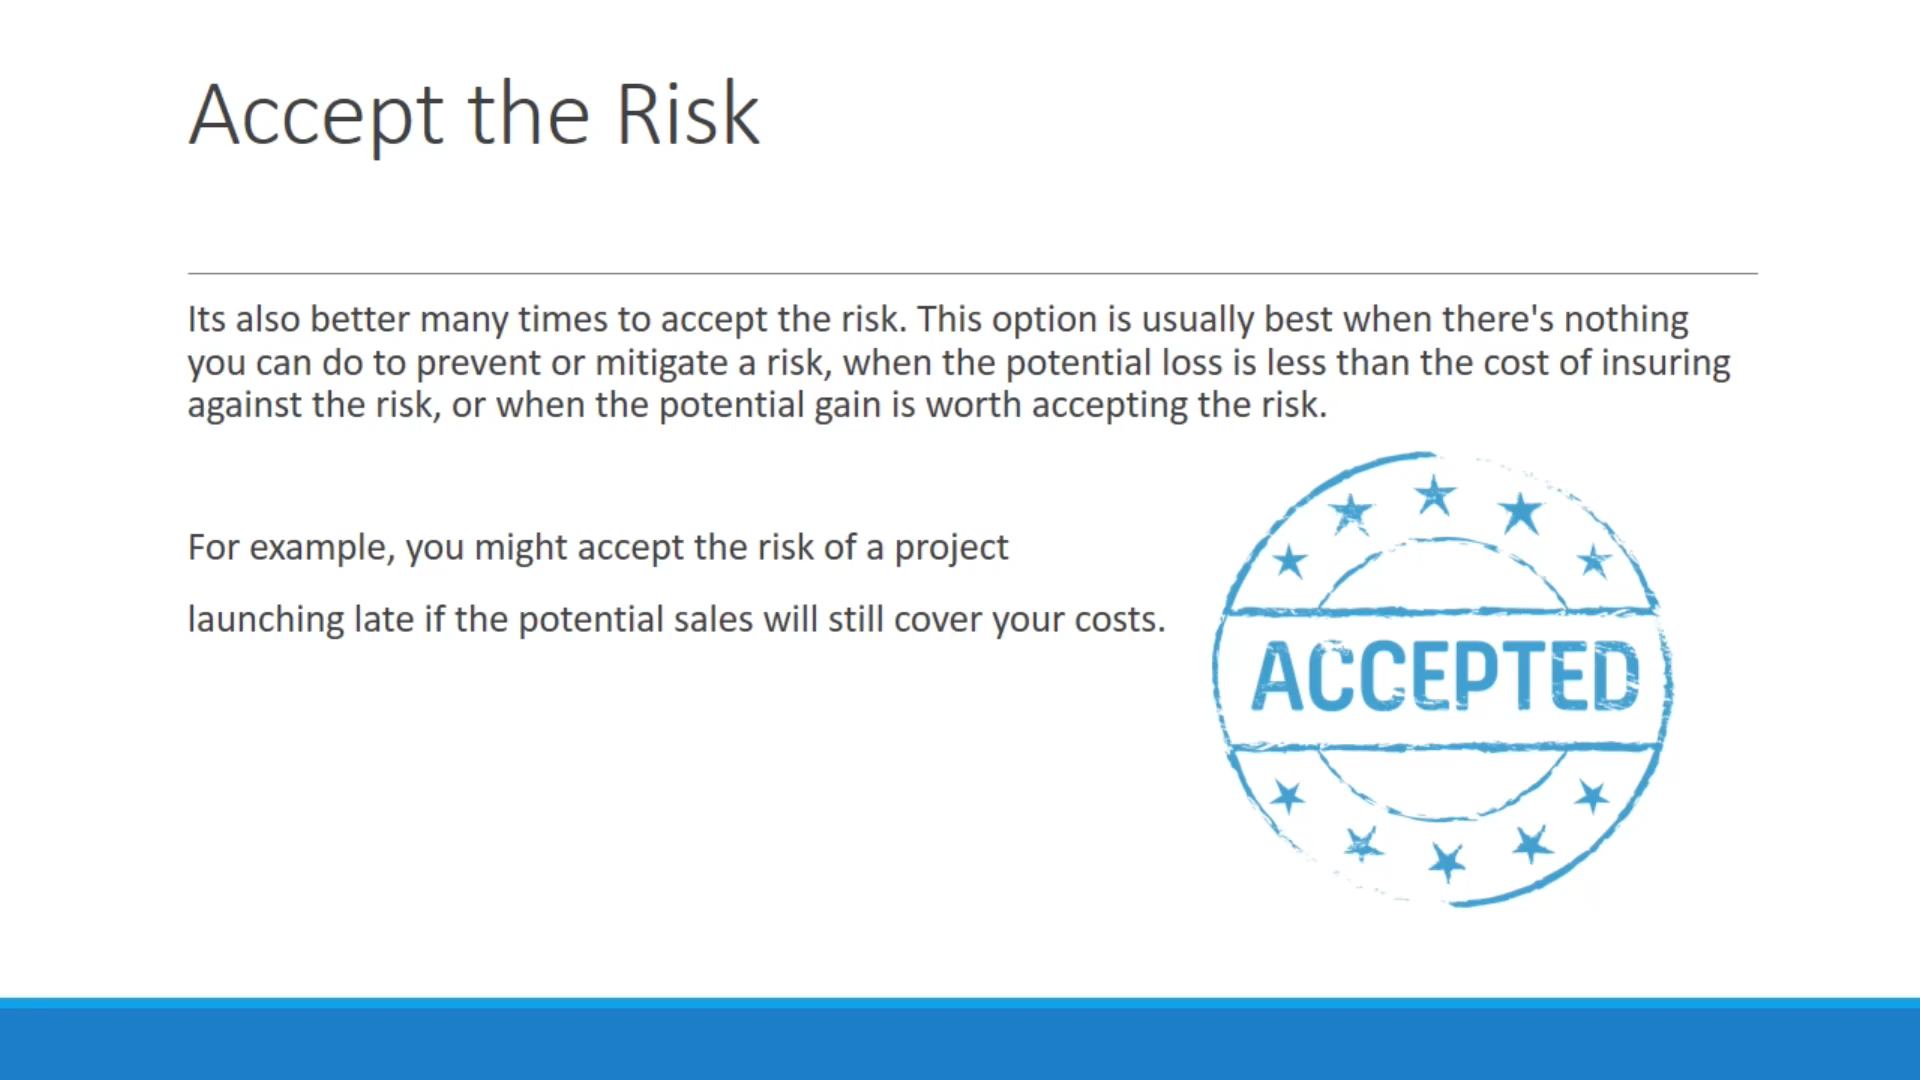 Accept the Risk
Its also better many times to accept the risk. This option is usually best when there's nothing
you can do to prevent or mitigate a risk, when the potential loss is less than the cost of insuring
against the risk, or when the potential gain is worth accepting the risk.
For example, you might accept the risk of a project
launching late if the potential sales will still cover your costs.
ACCEPTED